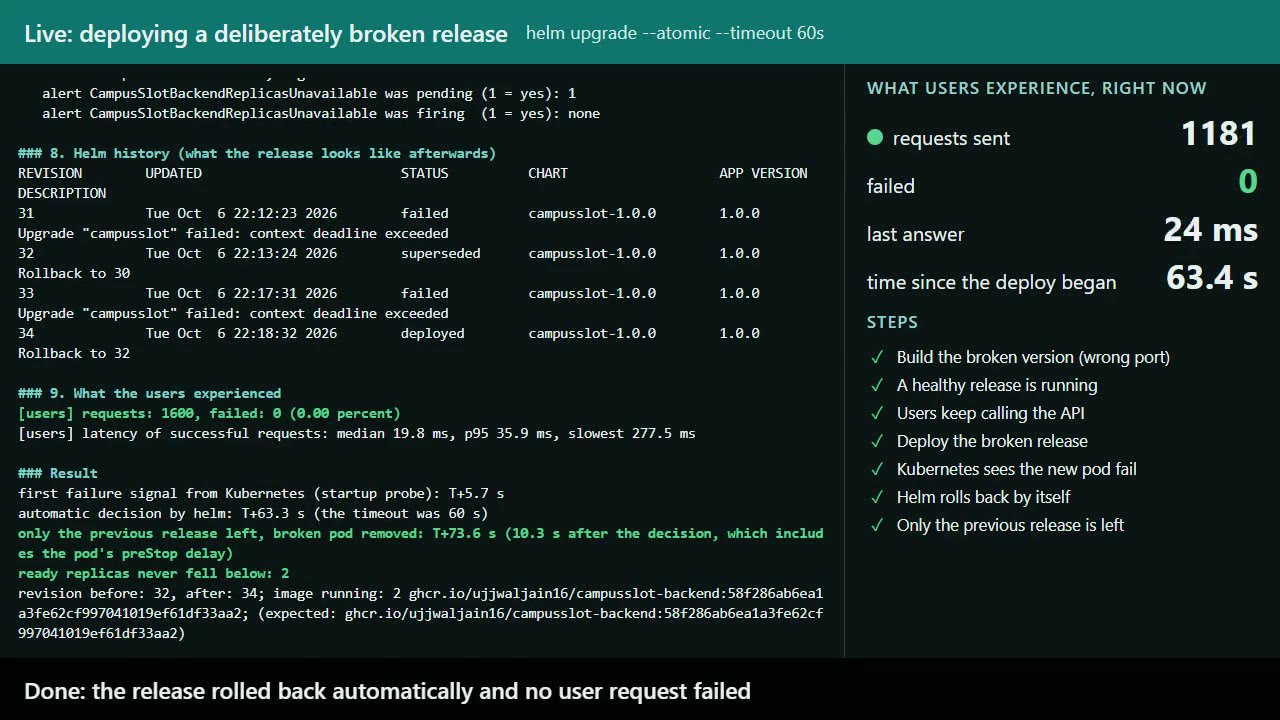 Live: deploying a deliberately broken release helm upgrade --atomic --timeout 60s
alert CampusSlotBackendReplicasUnavailable was pending (1 = yes): 1
alert CampusSlotBackendReplicasUnavailable was firing  (1 = yes): none
### 8. Helm history (what the release looks like afterwards)
REVISION UPDATED STATUS CHART APP VERSION
DESCRIPTION
31 Tue Oct  6 22:12:23 2026 failed campusslot-1.0.0 1.0.0
Upgrade "campusslot" failed: context deadline exceeded
32 Tue Oct  6 22:13:24 2026 superseded campusslot-1.0.0 1.0.0
Rollback to 30
33 Tue Oct  6 22:17:31 2026 failed campusslot-1.0.0 1.0.0
Upgrade "campusslot" failed: context deadline exceeded
34 Tue Oct  6 22:18:32 2026 deployed campusslot-1.0.0 1.0.0
Rollback to 32
### 9. What the users experienced
[users] requests: 1600, failed: 0 (0.00 percent)
[users] latency of successful requests: median 19.8 ms, p95 35.9 ms, slowest 277.5 ms
### Result
first failure signal from Kubernetes (startup probe): T+5.7 s
automatic decision by helm: T+63.3 s (the timeout was 60 s)
only the previous release left, broken pod removed: T+73.6 s (10.3 s after the decision, which includ
es the pod's preStop delay)
ready replicas never fell below: 2
revision before: 32, after: 34; image running: 2 ghcr.io/ujjwaljain16/campusslot-backend:58f286ab6ea1
a3fe62cf997041019ef61df33aa2; (expected: ghcr.io/ujjwaljain16/campusslot-backend:58f286ab6ea1a3fe62cf
997041019ef61df33aa2)
WHAT USERS EXPERIENCE, RIGHT NOW
requests sent 1181
failed 0
last answer 24 ms
time since the deploy began 63.4 s
STEPS
✓ Build the broken version (wrong port)
✓ A healthy release is running
✓ Users keep calling the API
✓ Deploy the broken release
✓ Kubernetes sees the new pod fail
✓ Helm rolls back by itself
✓ Only the previous release is left
Done: the release rolled back automatically and no user request failed